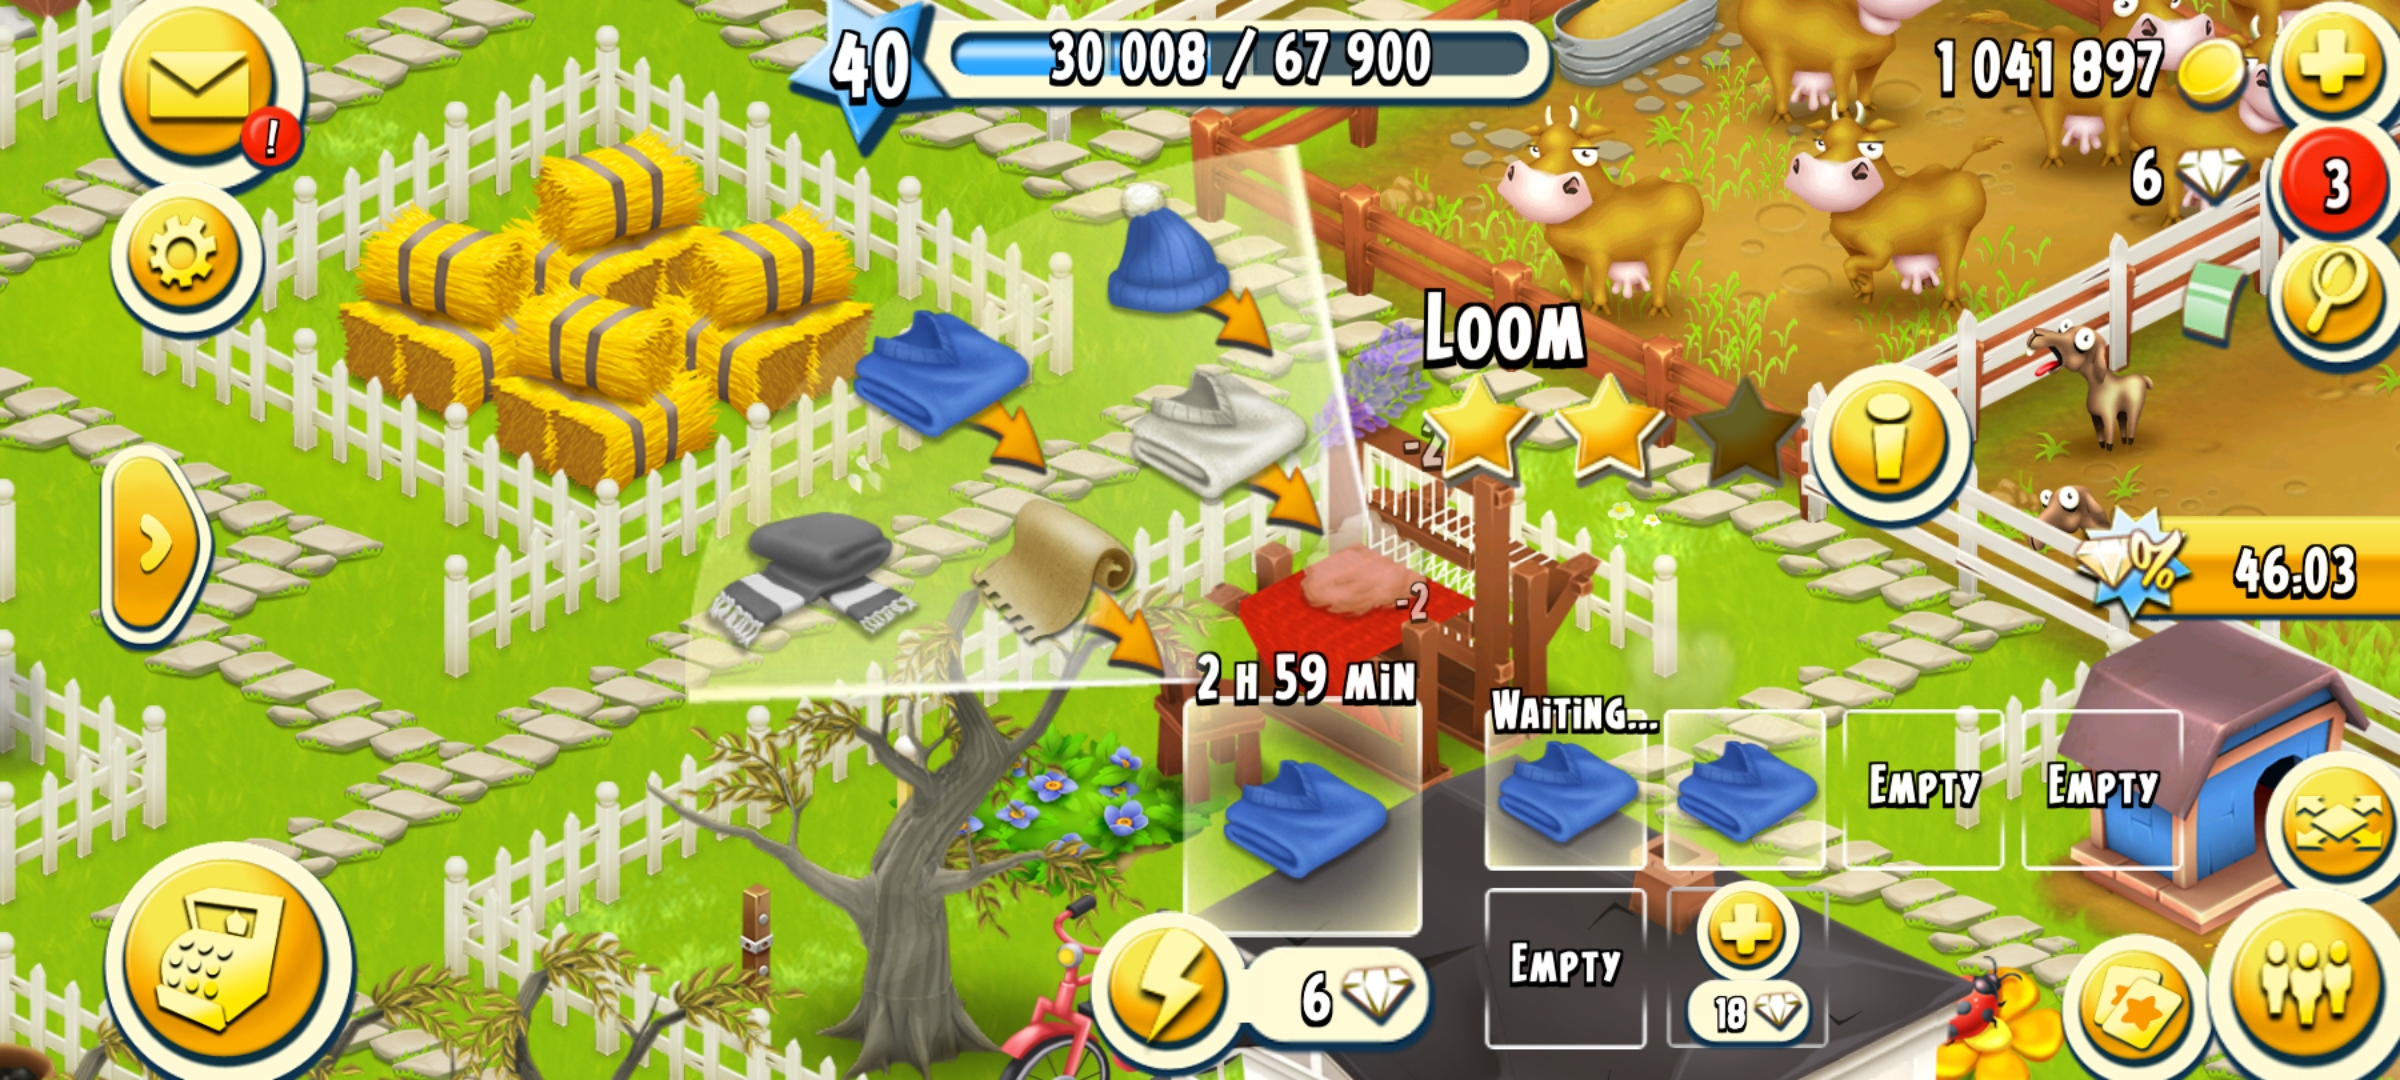 40
30 008 / 67 900
1 041 897
!
6
3
LOOM
-2
%
46:03
-2
2 H 59 MIN
WAITING...
EMPTY
EMPTY
EMPTY
6
18